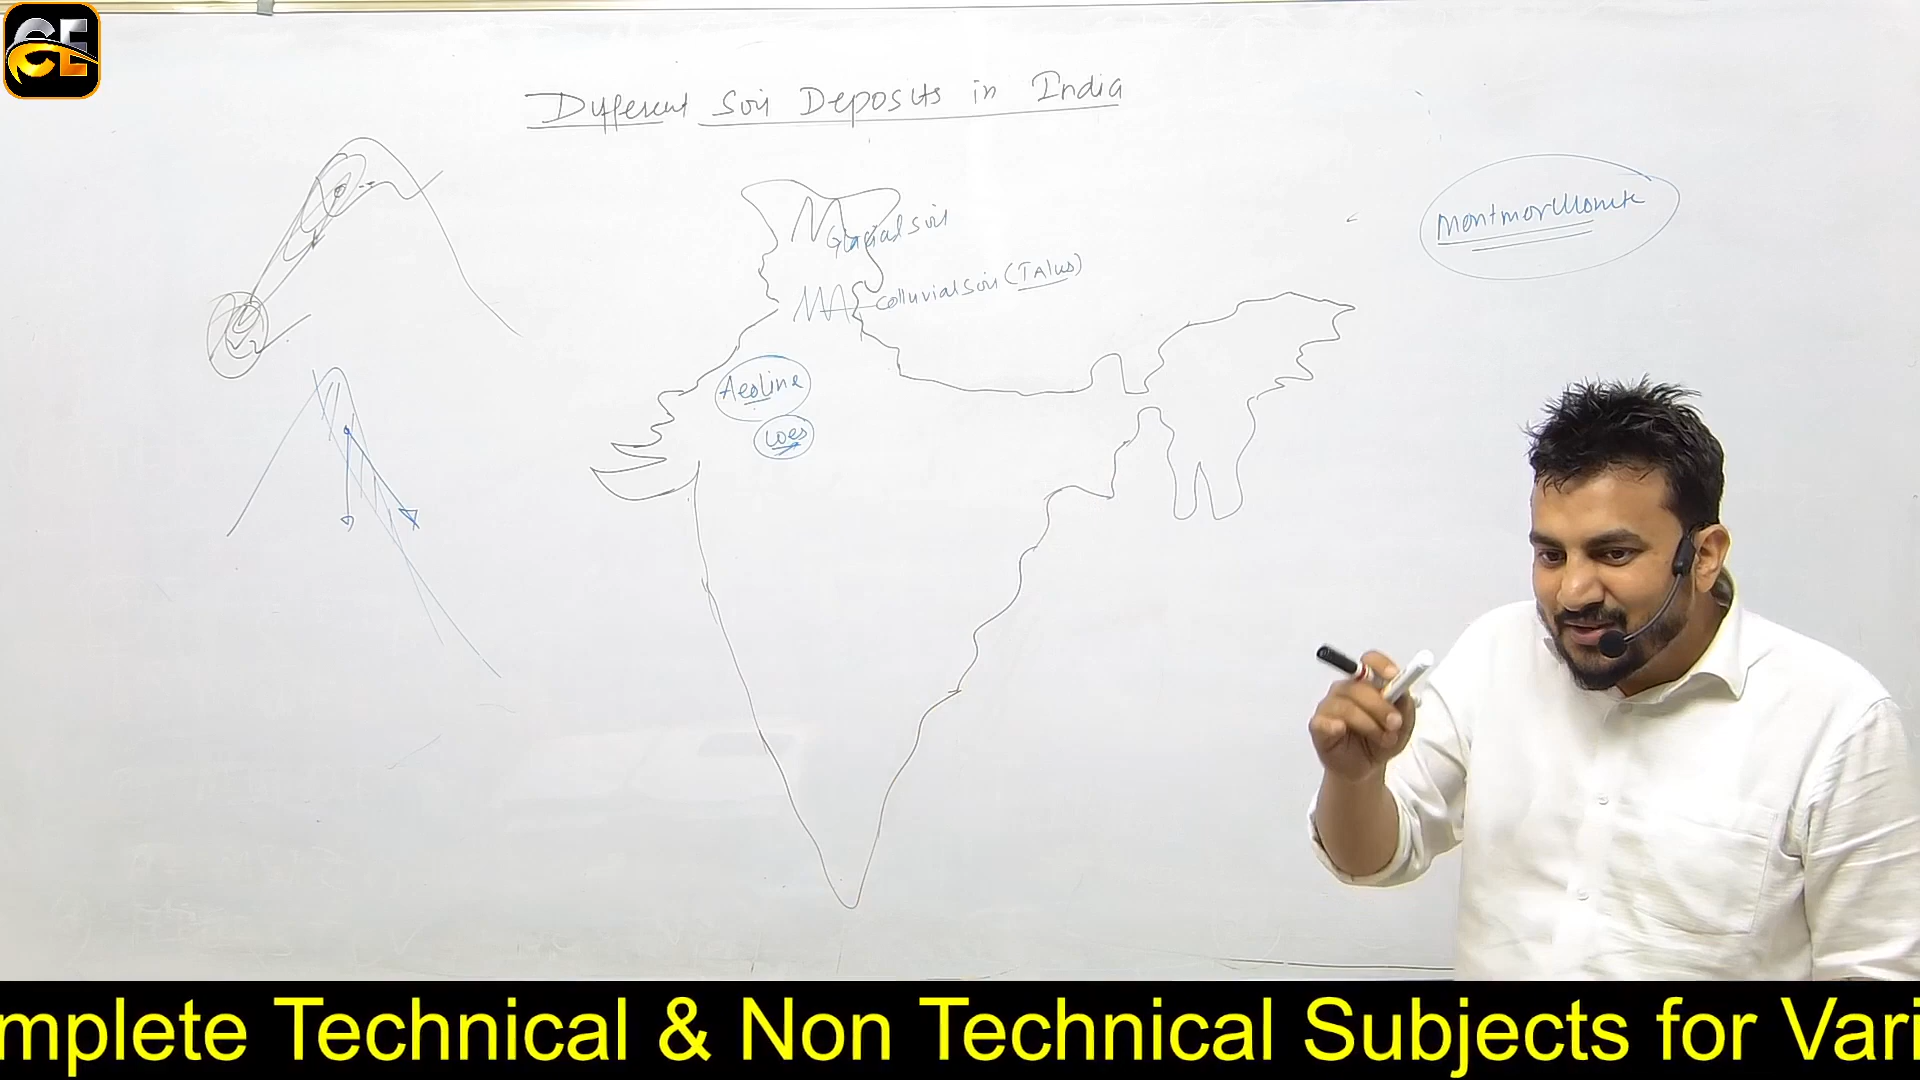 CE
Different Soil Deposits in India
Montmorillonite
Glacial Soil
Colluvial Soil (TAlus)
Aeoline
Loes
mplete Technical & Non Technical Subjects for Vari